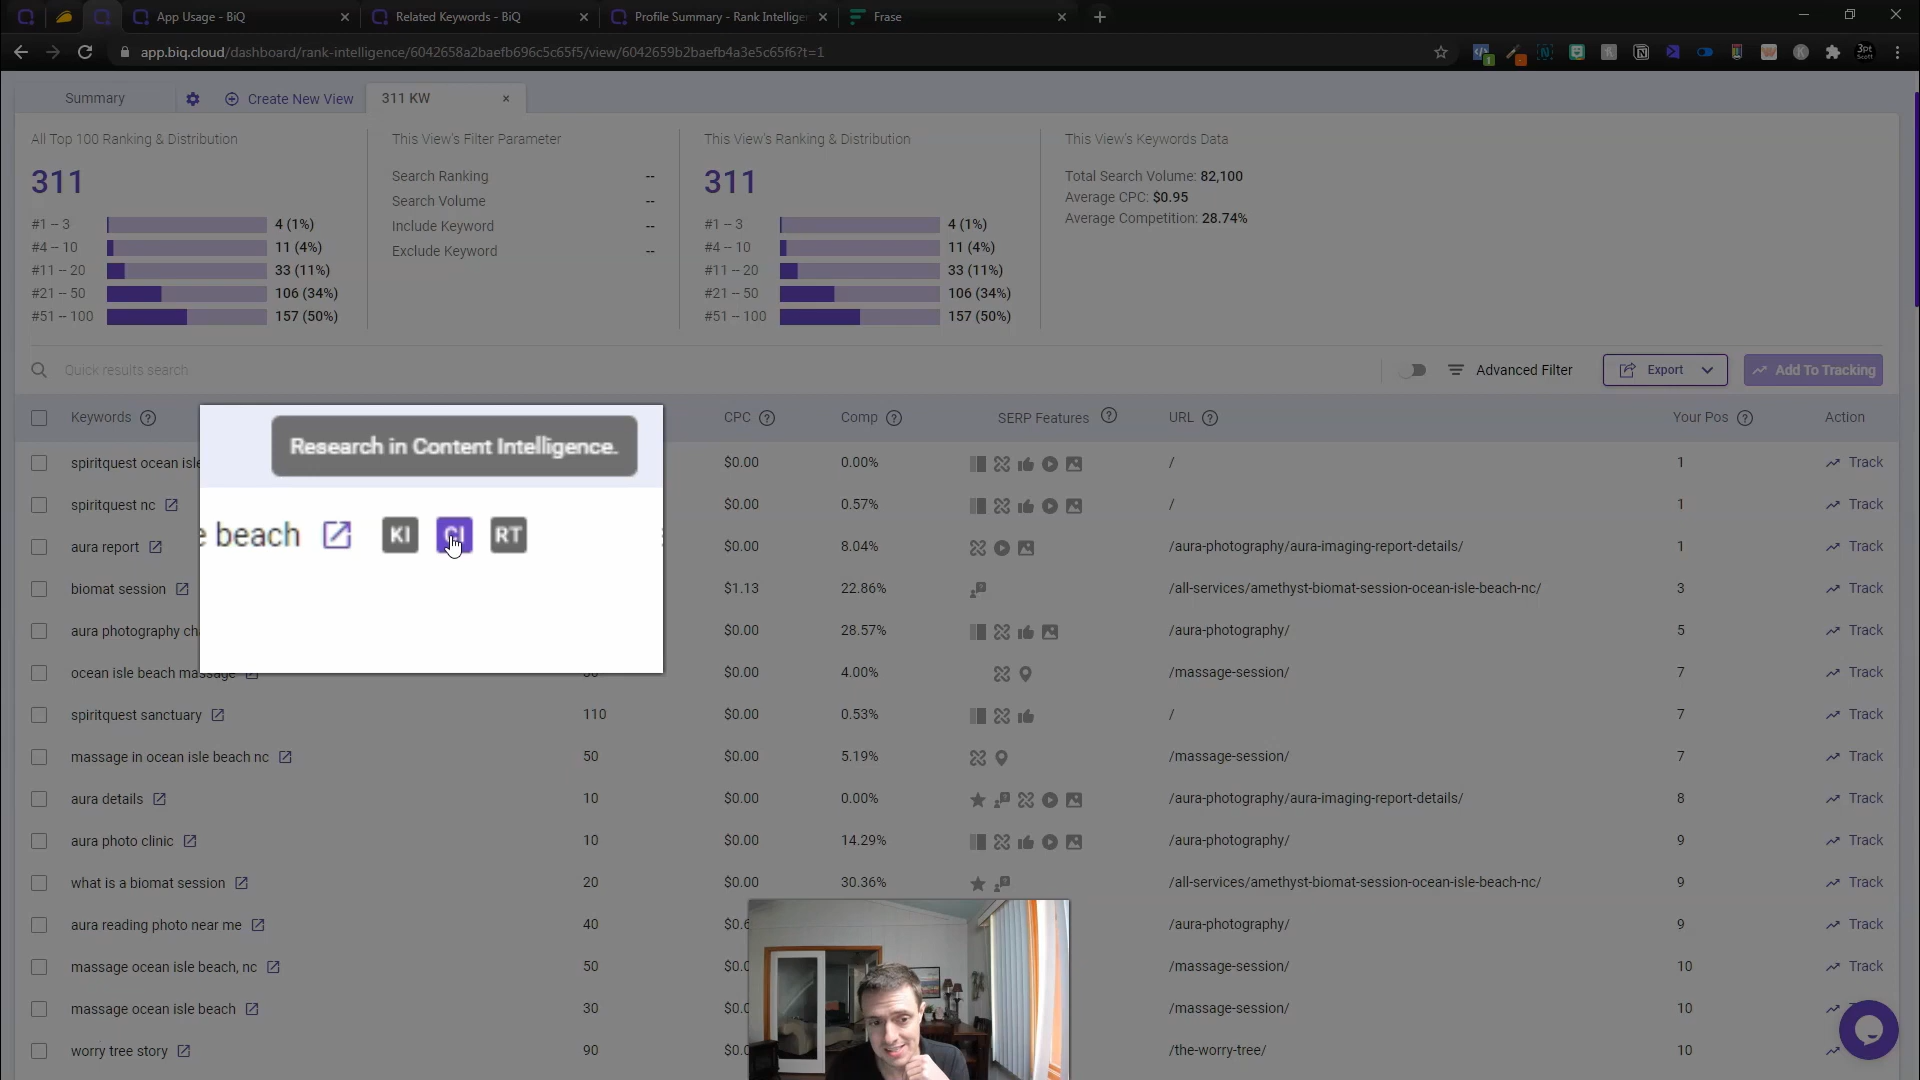 App Usage - BiQ
Related Keywords - BiQ
Profile Summary - Rank Intellige
Frase
app.biq.cloud/dashboard/rank-intelligence/6042658a2baefb696c5c65f5/view/6042659b2baefb4a3e5c65f6?t=1
Summary
Create New View
311 KW
All Top 100 Ranking & Distribution
311
#1 – 3 4 (1%)
#4 – 10 11 (4%)
#11 – 20 33 (11%)
#21 – 50 106 (34%)
#51 – 100 157 (50%)
This View's Filter Parameter
Search Ranking --
Search Volume --
Include Keyword --
Exclude Keyword --
This View's Ranking & Distribution
311
#1 – 3 4 (1%)
#4 – 10 11 (4%)
#11 – 20 33 (11%)
#21 – 50 106 (34%)
#51 – 100 157 (50%)
This View's Keywords Data
Total Search Volume: 82,100
Average CPC: $0.95
Average Competition: 28.74%
Quick results search
Advanced Filter
Export
Add To Tracking
Keywords CPC Comp SERP Features URL Your Pos Action
Research in Content Intelligence.
beach KI CI RT
spiritquest ocean isle $0.00 0.00% / 1 Track
spiritquest nc $0.00 0.57% / 1 Track
aura report $0.00 8.04% /aura-photography/aura-imaging-report-details/ 1 Track
biomat session $1.13 22.86% /all-services/amethyst-biomat-session-ocean-isle-beach-nc/ 3 Track
aura photography ch $0.00 28.57% /aura-photography/ 5 Track
ocean isle beach massage $0.00 4.00% /massage-session/ 7 Track
spiritquest sanctuary 110 $0.00 0.53% / 7 Track
massage in ocean isle beach nc 50 $0.00 5.19% /massage-session/ 7 Track
aura details 10 $0.00 0.00% /aura-photography/aura-imaging-report-details/ 8 Track
aura photo clinic 10 $0.00 14.29% /aura-photography/ 9 Track
what is a biomat session 20 $0.00 30.36% /all-services/amethyst-biomat-session-ocean-isle-beach-nc/ 9 Track
aura reading photo near me 40 $0.6 /aura-photography/ 9 Track
massage ocean isle beach, nc 50 $0.0 /massage-session/ 10 Track
massage ocean isle beach 30 $0.0 /massage-session/ 10
worry tree story 90 $0.0 /the-worry-tree/ 10